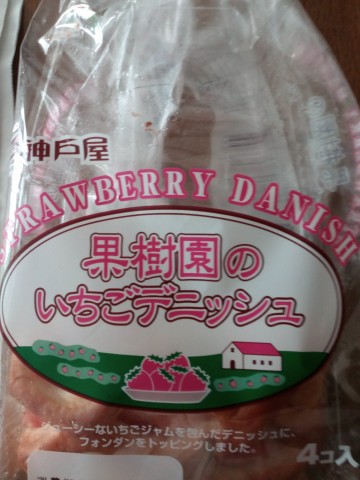 神戸屋
STRAWBERRY DANISH
果樹園の
いちごデニッシュ
ジューシーないちごジャムを包んだデニッシュに、
フォンダンをトッピングしました。
4コ入